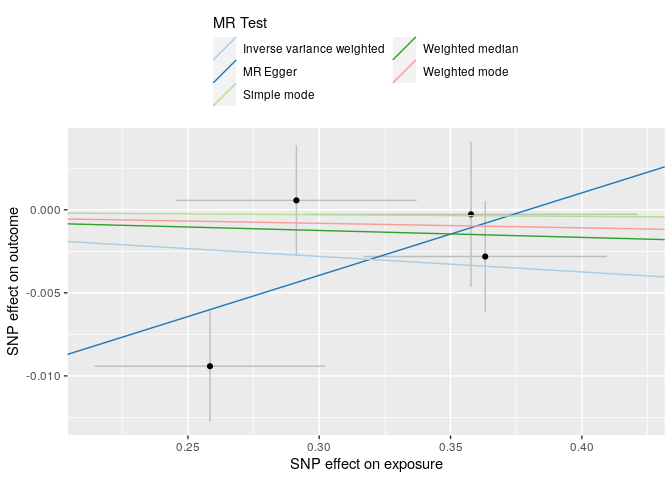 MR Test
Inverse variance weighted
MR Egger
Simple mode
Weighted median
Weighted mode
SNP effect on outcome
0.000
-0.005
-0.010
0.25
0.30
0.35
0.40
SNP effect on exposure